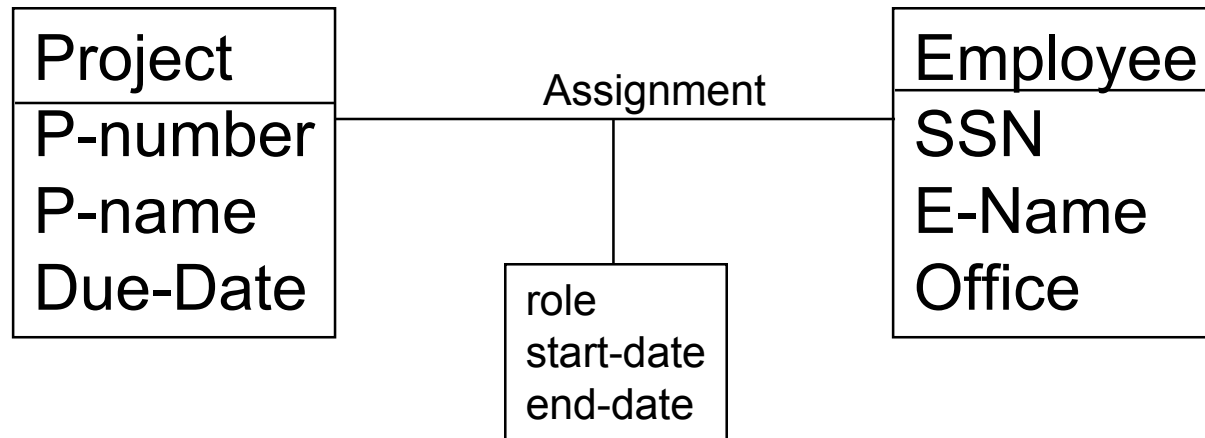 Project
P-number
P-name
Due-Date
Assignment
role
start-date
end-date
Employee
SSN
E-Name
Office